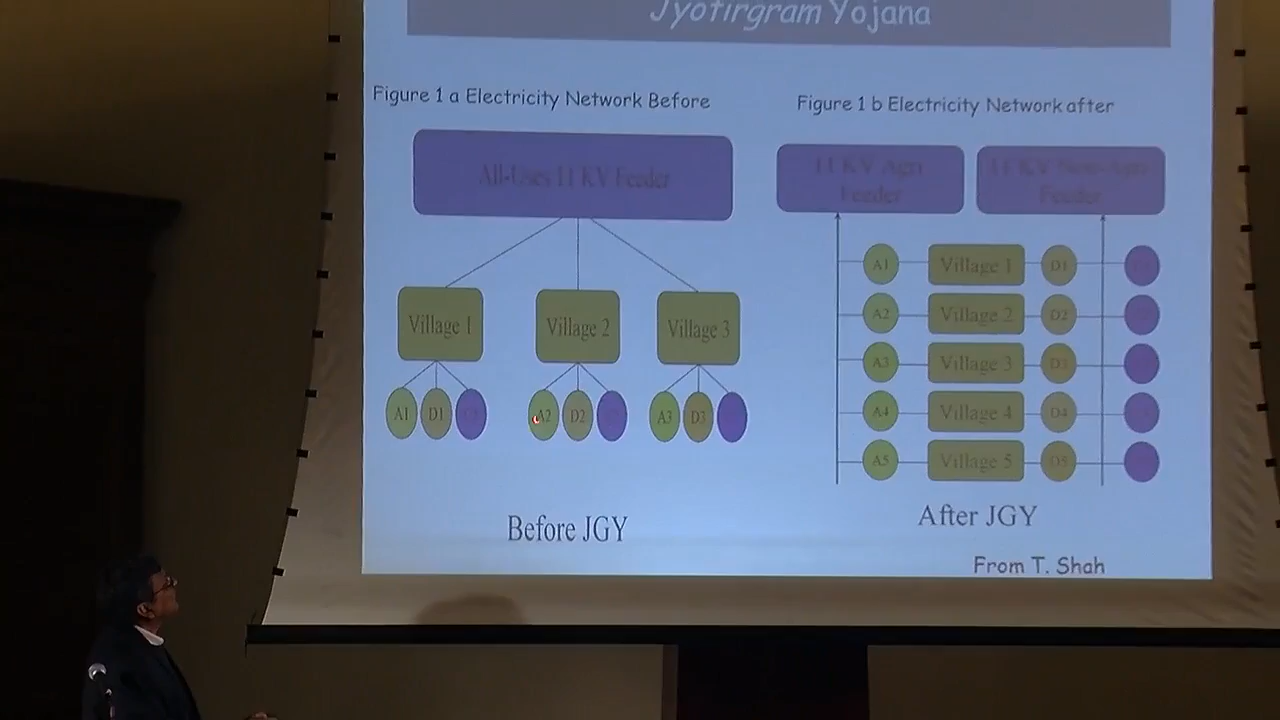 Jyotirgram Yojana
Figure 1 a Electricity Network Before
Figure 1 b Electricity Network after
All-Uses 11 KV Feeder
11 KV Agri
Feeder
11 KV Non-Agri
Feeder
Village 1
Village 2
Village 3
A1
D1
A2
D2
A3
D3
Before JGY
A1
Village 1
D1
A2
Village 2
D2
A3
Village 3
D3
A4
Village 4
D4
A5
Village 5
D5
After JGY
From T. Shah